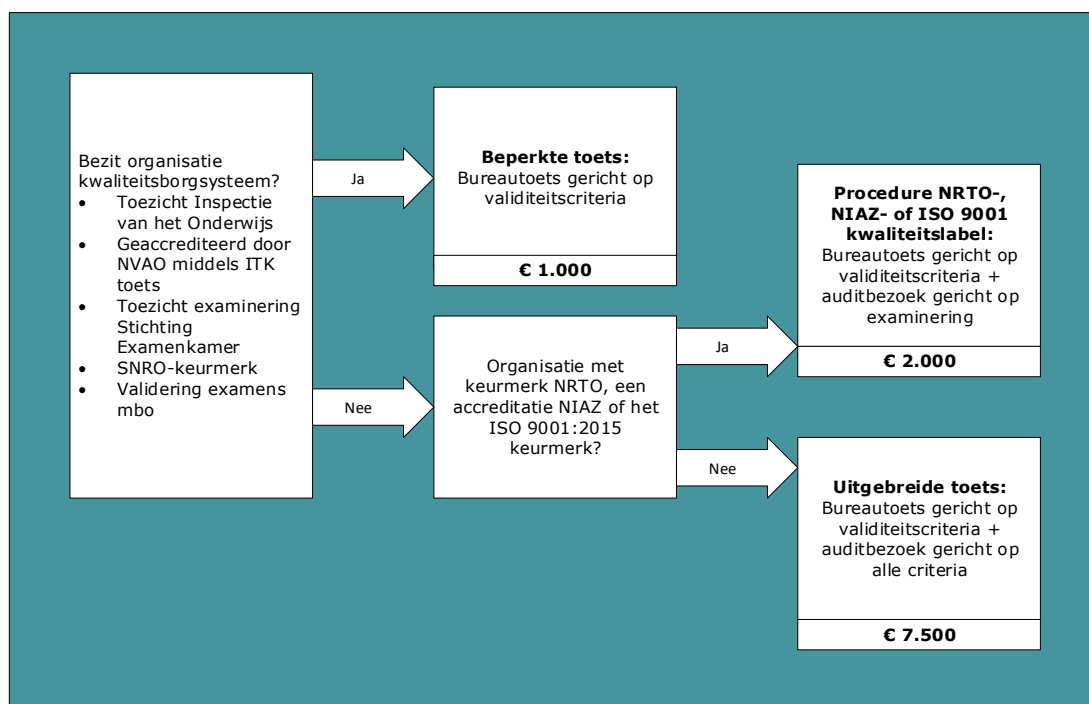 Bezit organisatie
kwaliteitsborgsysteem?
• Toezicht Inspectie
van het Onderwijs
• Geaccrediteerd door
NVAO middels ITK
toets
• Toezicht examinering
Stichting
Examenkamer
• SNRO-keurmerk
• Validering examens
mbo
Ja
Beperkte toets:
Bureautoets gericht op
validiteitscriteria
€ 1.000
Nee
Organisatie met
keurmerk NRTO, een
accreditatie NIAZ of het
ISO 9001:2015
keurmerk?
Ja
Procedure NRTO-,
NIAZ- of ISO 9001
kwaliteitslabel:
Bureautoets gericht op
validiteitscriteria +
auditbezoek gericht op
examinering
€ 2.000
Nee
Uitgebreide toets:
Bureautoets gericht op
validiteitscriteria +
auditbezoek gericht op
alle criteria
€ 7.500